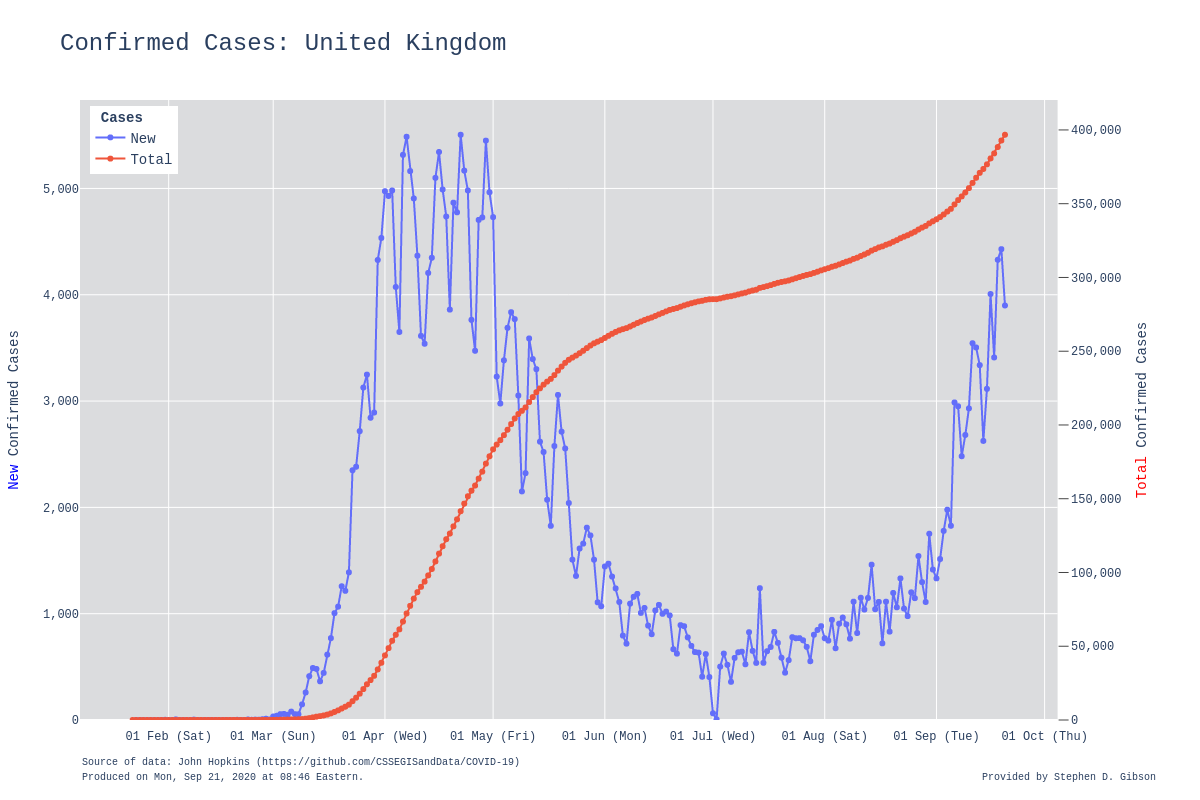 Confirmed Cases: United Kingdom
Cases
New
Total
5,000
4,000
3,000
2,000
1,000
0
New Confirmed Cases
400,000
350,000
300,000
250,000
200,000
150,000
100,000
50,000
0
Total Confirmed Cases
01 Feb (Sat) 01 Mar (Sun) 01 Apr (Wed) 01 May (Fri) 01 Jun (Mon) 01 Jul (Wed) 01 Aug (Sat) 01 Sep (Tue) 01 Oct (Thu)
Source of data: John Hopkins (https://github.com/CSSEGISandData/COVID-19)
Produced on Mon, Sep 21, 2020 at 08:46 Eastern.
Provided by Stephen D. Gibson